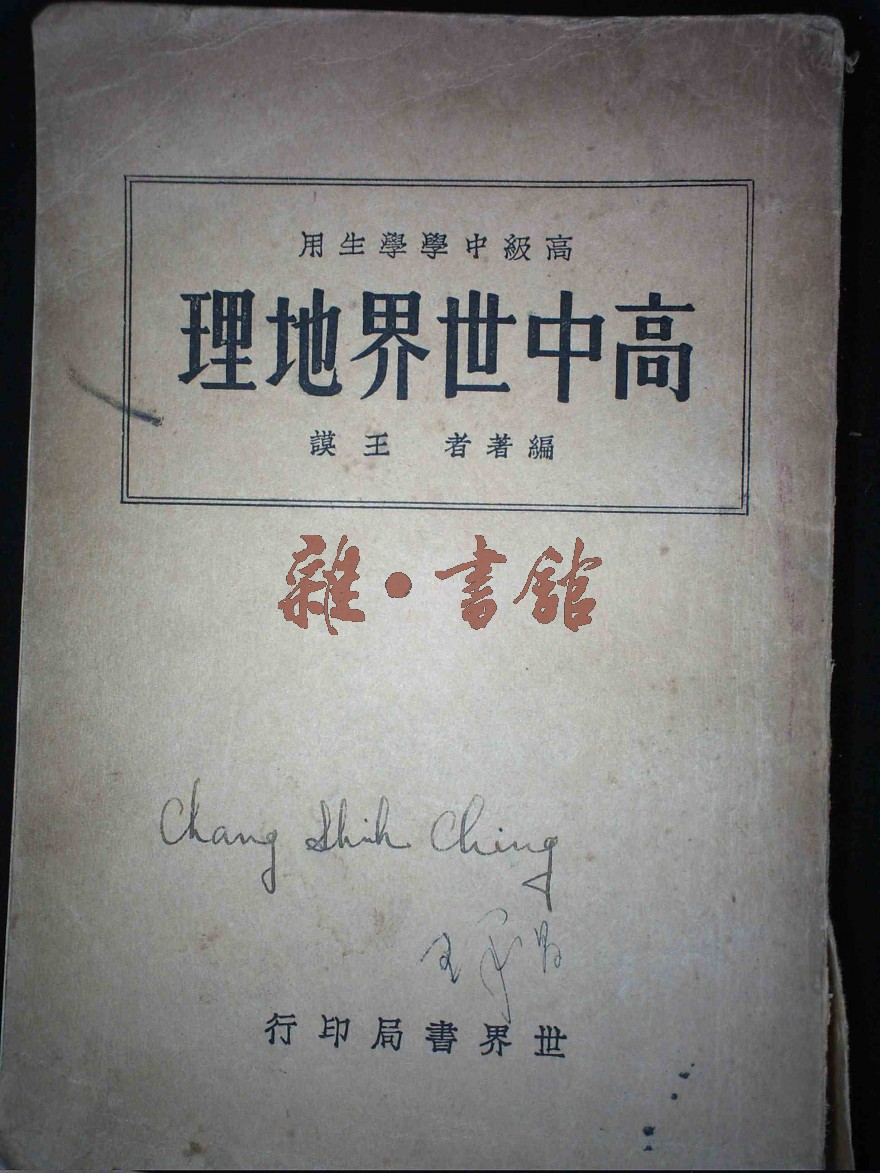 高級中學學生用
高中世界地理
編著者 王謨
雜·書館
Chang Shih Ching
世界書局印行